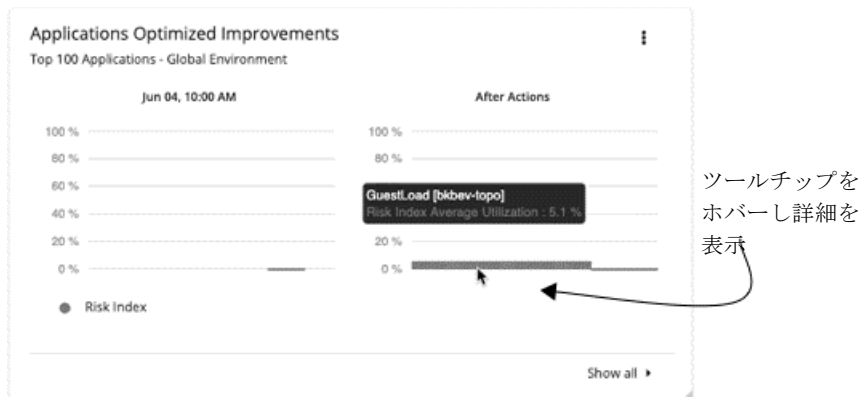 Applications Optimized Improvements
Top 100 Applications - Global Environment
Jun 04, 10:00 AM
100 %
80 %
60 %
40 %
20 %
0 %
After Actions
100 %
80 %
GuestLoad [bkbev-topo]
Risk Index Average Utilization : 5.1 %
20 %
0 %
Risk Index
Show all
ツールチップを
ホバーし詳細を
表示